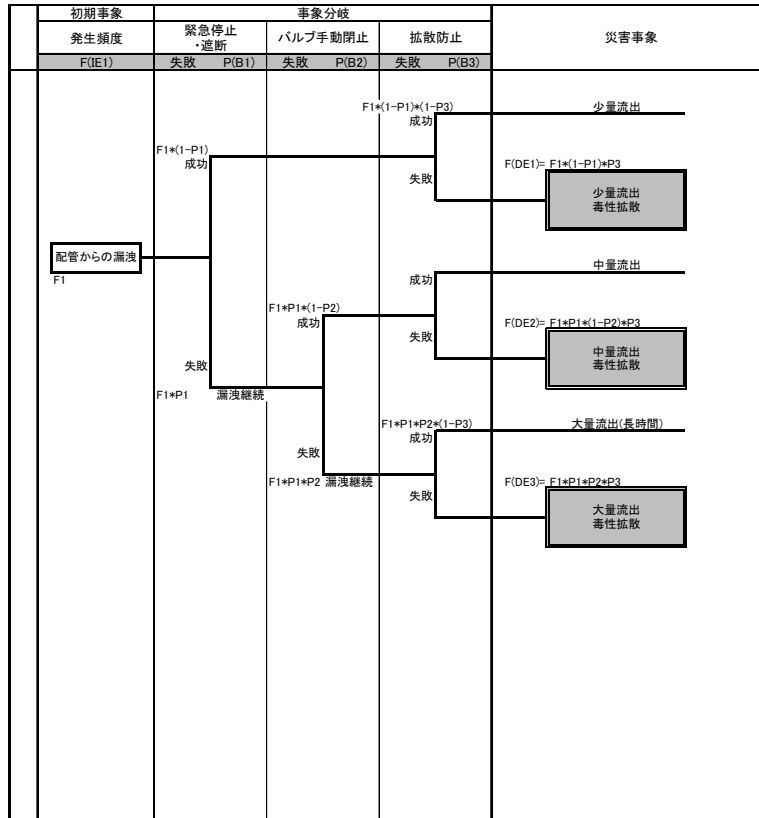 初期事象
事象分岐
発生頻度
緊急停止
・遮断
バルブ手動閉止
拡散防止
災害事象
F(IE1)
失敗 P(B1)
失敗 P(B2)
失敗 P(B3)
F1*(1-P1)*(1-P3)
成功
少量流出
F1*(1-P1)
成功
失敗
F(DE1)= F1*(1-P1)*P3
少量流出
毒性拡散
配管からの漏洩
F1
成功
中量流出
F1*P1*(1-P2)
成功
失敗
F(DE2)= F1*P1*(1-P2)*P3
中量流出
毒性拡散
失敗
F1*P1 漏洩継続
F1*P1*P2*(1-P3)
成功
大量流出(長時間)
失敗
F1*P1*P2 漏洩継続
失敗
F(DE3)= F1*P1*P2*P3
大量流出
毒性拡散